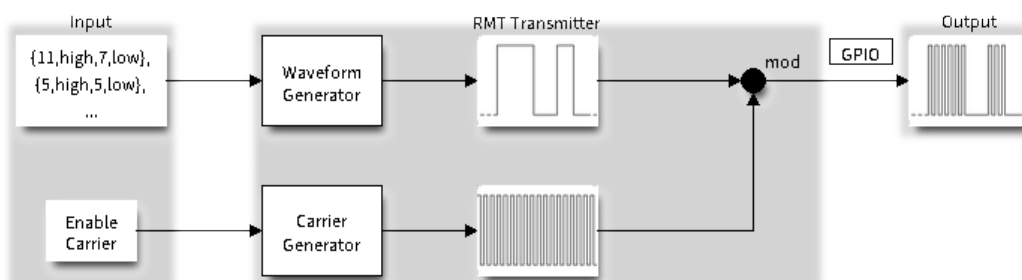 Input
RMT Transmitter
Output
{11,high,7,low},
{5,high,5,low},
...
Waveform
Generator
mod
GPIO
Enable
Carrier
Carrier
Generator